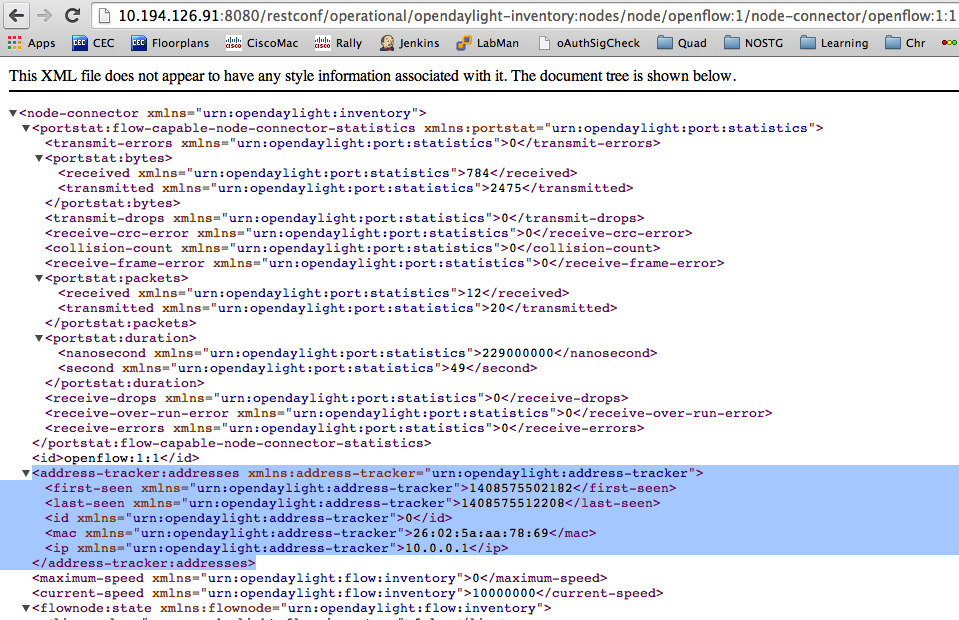 10.194.126.91:8080/restconf/operational/opendaylight-inventory:nodes/node/openflow:1/node-connector/openflow:1:1
Apps CEC Floorplans CiscoMac Rally Jenkins LabMan oAuthSigCheck Quad NOSTG Learning Chr
This XML file does not appear to have any style information associated with it. The document tree is shown below.
▼<node-connector xmlns="urn:opendaylight:inventory">
▼<portstat:flow-capable-node-connector-statistics xmlns:portstat="urn:opendaylight:port:statistics">
<transmit-errors xmlns="urn:opendaylight:port:statistics">0</transmit-errors>
▼<portstat:bytes>
<received xmlns="urn:opendaylight:port:statistics">784</received>
<transmitted xmlns="urn:opendaylight:port:statistics">2475</transmitted>
</portstat:bytes>
<transmit-drops xmlns="urn:opendaylight:port:statistics">0</transmit-drops>
<receive-crc-error xmlns="urn:opendaylight:port:statistics">0</receive-crc-error>
<collision-count xmlns="urn:opendaylight:port:statistics">0</collision-count>
<receive-frame-error xmlns="urn:opendaylight:port:statistics">0</receive-frame-error>
▼<portstat:packets>
<received xmlns="urn:opendaylight:port:statistics">12</received>
<transmitted xmlns="urn:opendaylight:port:statistics">20</transmitted>
</portstat:packets>
▼<portstat:duration>
<nanosecond xmlns="urn:opendaylight:port:statistics">229000000</nanosecond>
<second xmlns="urn:opendaylight:port:statistics">49</second>
</portstat:duration>
<receive-drops xmlns="urn:opendaylight:port:statistics">0</receive-drops>
<receive-over-run-error xmlns="urn:opendaylight:port:statistics">0</receive-over-run-error>
<receive-errors xmlns="urn:opendaylight:port:statistics">0</receive-errors>
</portstat:flow-capable-node-connector-statistics>
<id>openflow:1:1</id>
▼<address-tracker:addresses xmlns:address-tracker="urn:opendaylight:address-tracker">
<first-seen xmlns="urn:opendaylight:address-tracker">1408575502182</first-seen>
<last-seen xmlns="urn:opendaylight:address-tracker">1408575512208</last-seen>
<id xmlns="urn:opendaylight:address-tracker">0</id>
<mac xmlns="urn:opendaylight:address-tracker">26:02:5a:aa:78:69</mac>
<ip xmlns="urn:opendaylight:address-tracker">10.0.0.1</ip>
</address-tracker:addresses>
<maximum-speed xmlns="urn:opendaylight:flow:inventory">0</maximum-speed>
<current-speed xmlns="urn:opendaylight:flow:inventory">10000000</current-speed>
▼<flownode:state xmlns:flownode="urn:opendaylight:flow:inventory">